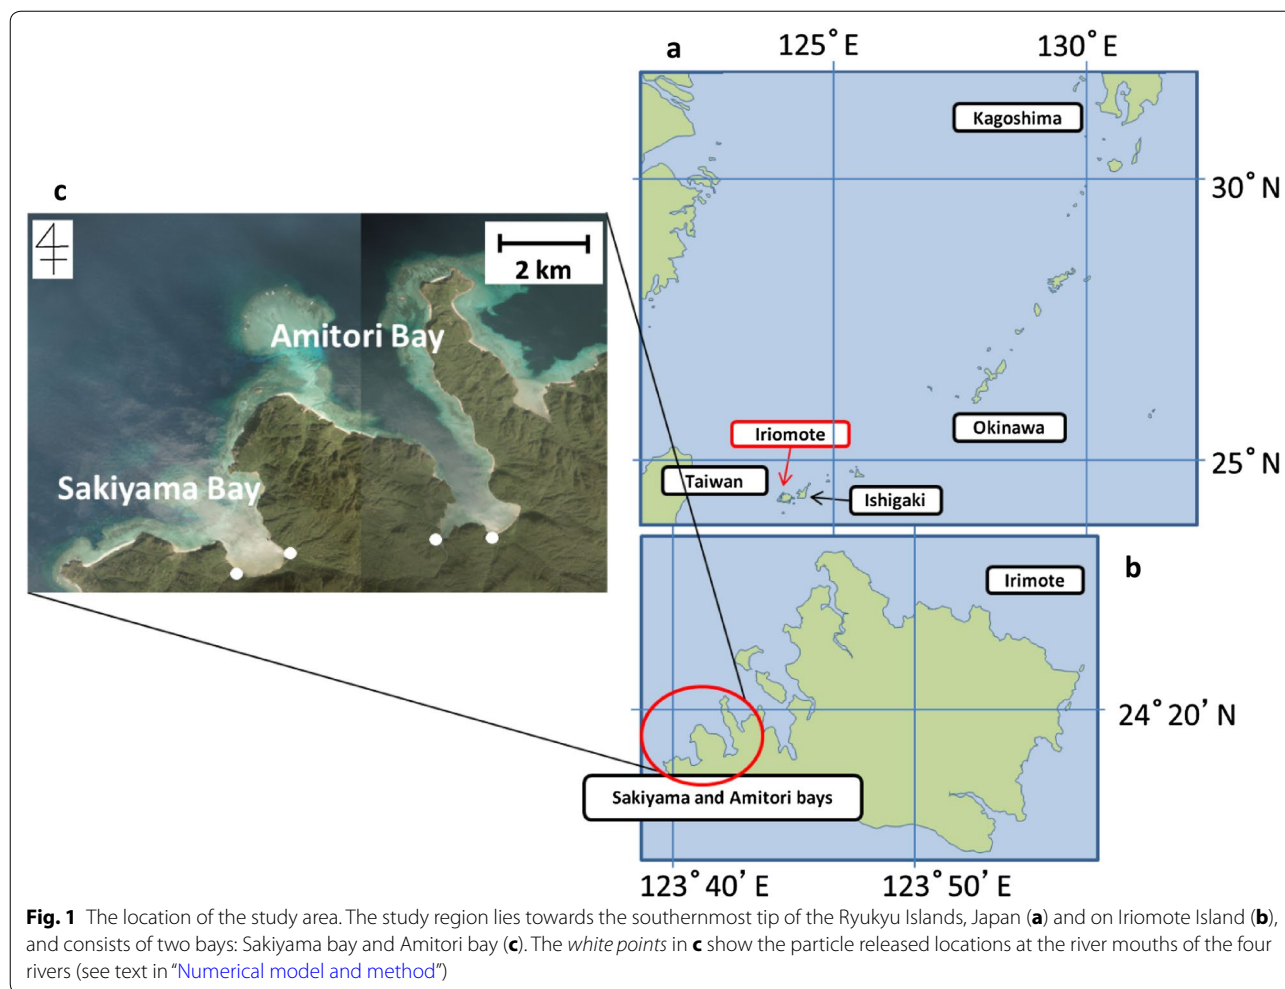 a
125°E
130°E
Kagoshima
30°N
c
2 km
Amitori Bay
Sakiyama Bay
Okinawa
Iriomote
25°N
Taiwan
Ishigaki
b
Irimote
24°20'N
Sakiyama and Amitori bays
123°40'E
123°50'E
Fig. 1 The location of the study area. The study region lies towards the southernmost tip of the Ryukyu Islands, Japan (a) and on Iriomote Island (b),
and consists of two bays: Sakiyama bay and Amitori bay (c). The white points in c show the particle released locations at the river mouths of the four
rivers (see text in “Numerical model and method”)